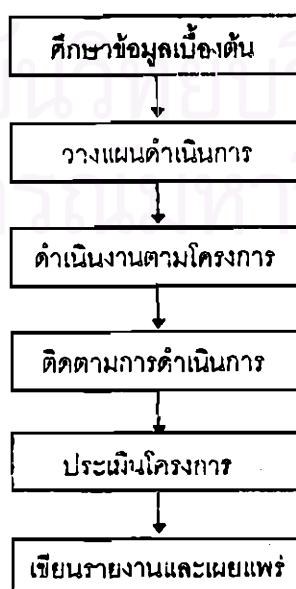 ศึกษาข้อมูลเบื้องต้น
วางแผนดำเนินการ
ดำเนินงานตามโครงการ
ติดตามการดำเนินการ
ประเมินโครงการ
เขียนรายงานและเผยแพร่